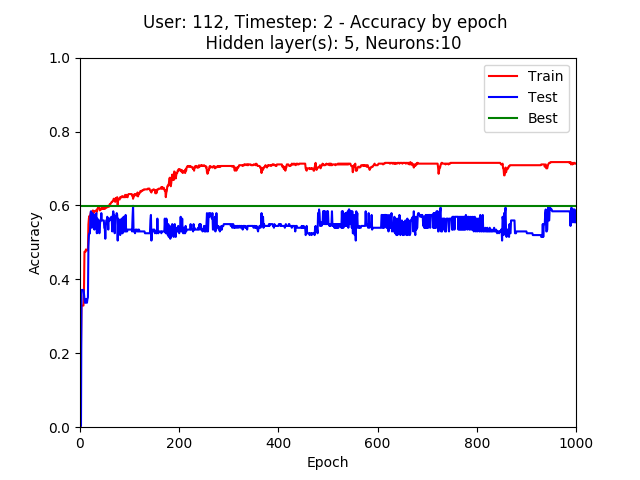 User: 112, Timestep: 2 - Accuracy by epoch
Hidden layer(s): 5, Neurons:10
1.0
0.8
0.6
0.4
0.2
0.0
Accuracy
Train
Test
Best
0 200 400 600 800 1000
Epoch